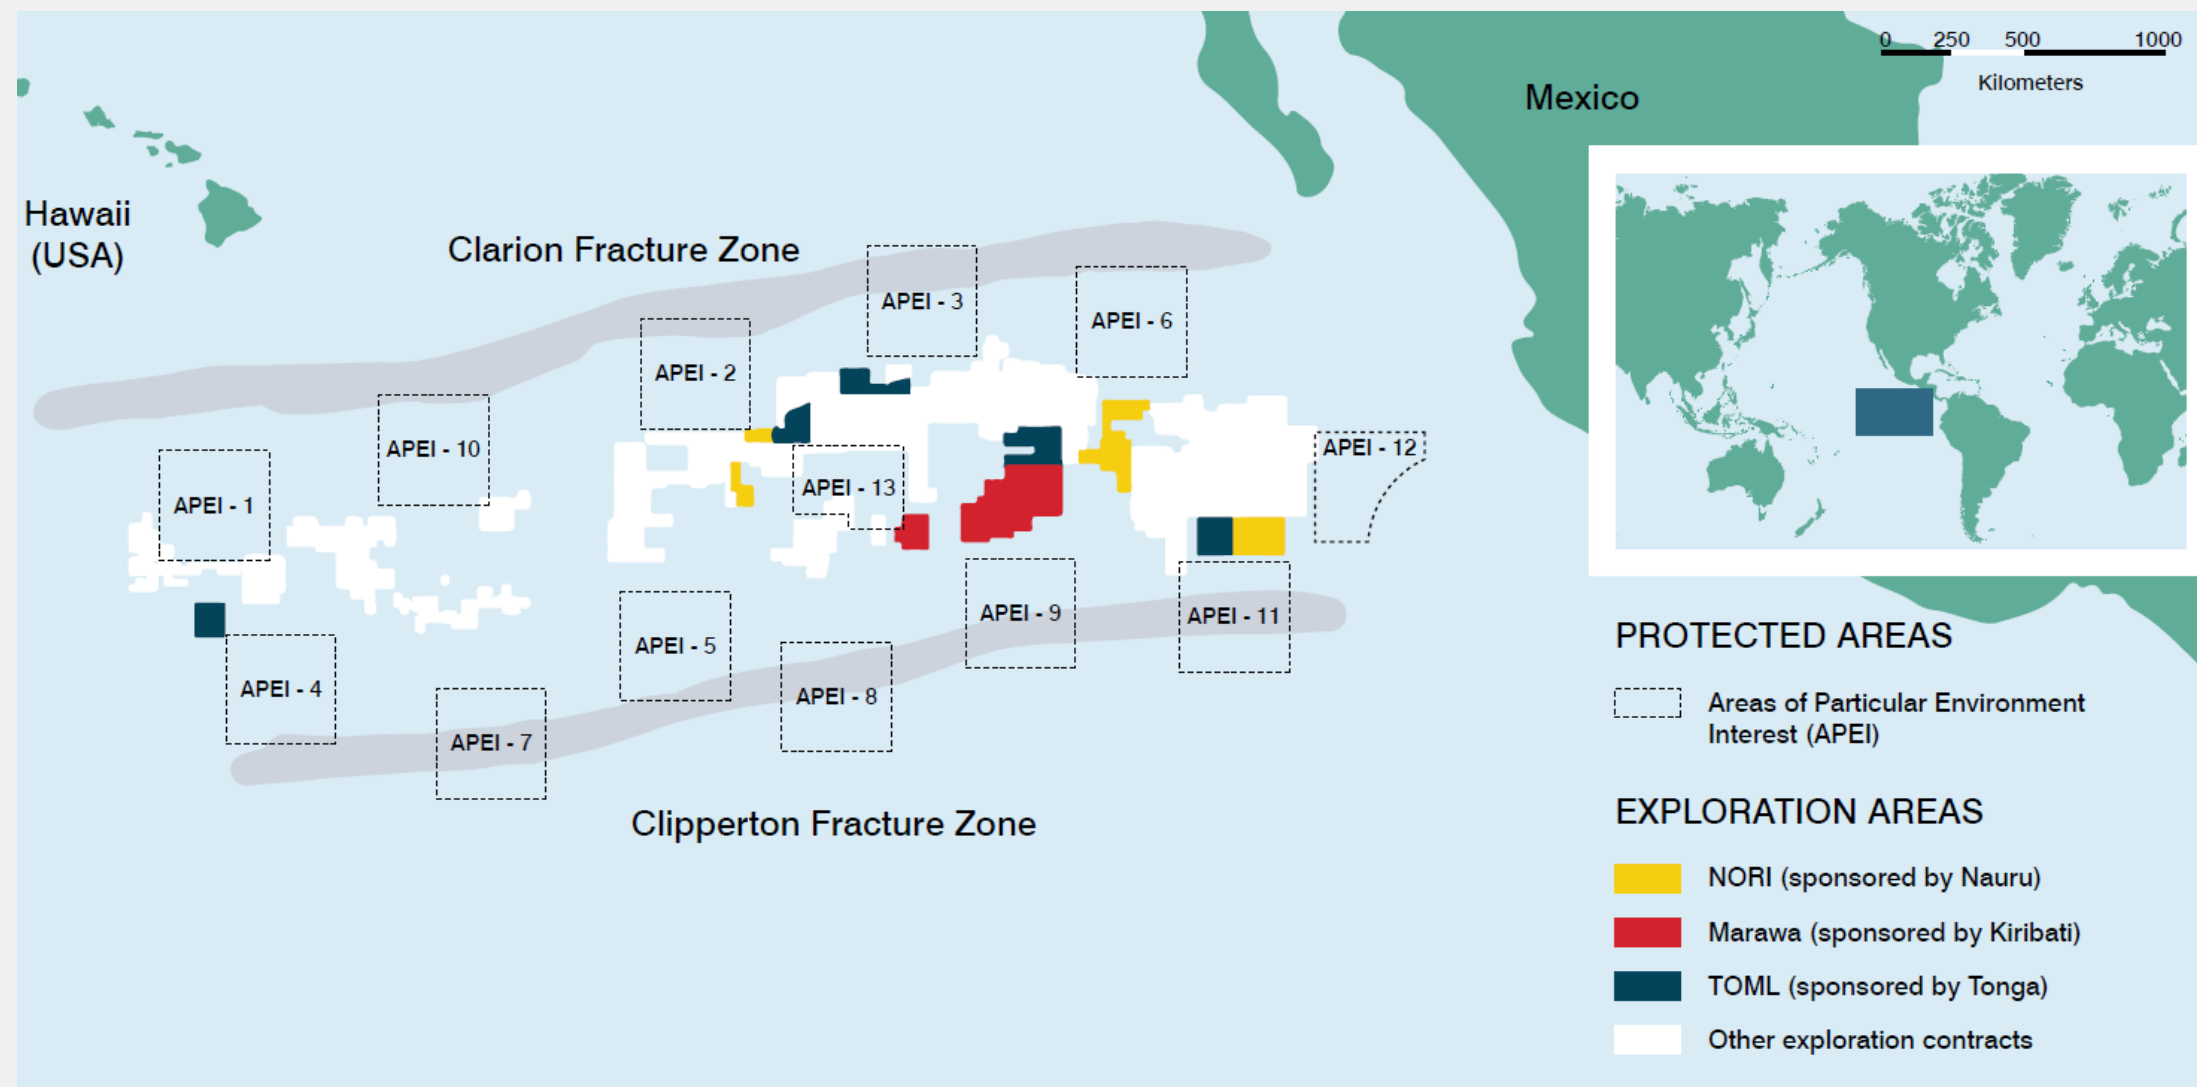 0 250 500 1000
Kilometers
Mexico
Hawaii
(USA)
Clarion Fracture Zone
APEI - 3
APEI - 6
APEI - 2
APEI - 10
APEI - 12
APEI - 13
APEI - 1
APEI - 9
APEI - 11
APEI - 5
APEI - 4
APEI - 8
APEI - 7
Clipperton Fracture Zone
PROTECTED AREAS
Areas of Particular Environment
Interest (APEI)
EXPLORATION AREAS
NORI (sponsored by Nauru)
Marawa (sponsored by Kiribati)
TOML (sponsored by Tonga)
Other exploration contracts